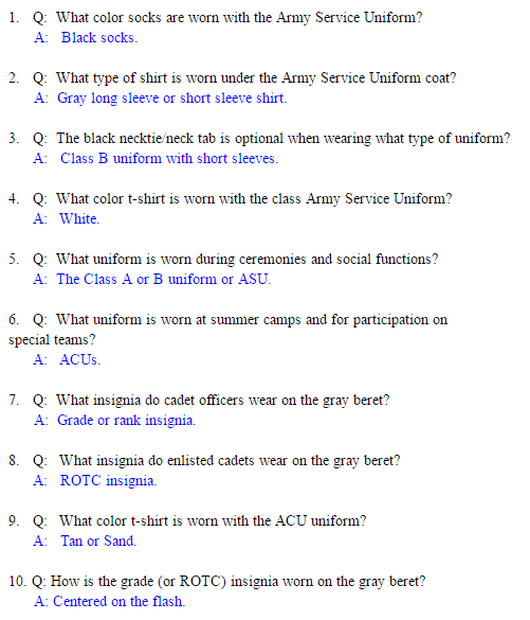 1. Q: What color socks are worn with the Army Service Uniform?
A: Black socks.
2. Q: What type of shirt is worn under the Army Service Uniform coat?
A: Gray long sleeve or short sleeve shirt.
3. Q: The black necktie/neck tab is optional when wearing what type of uniform?
A: Class B uniform with short sleeves.
4. Q: What color t-shirt is worn with the class Army Service Uniform?
A: White.
5. Q: What uniform is worn during ceremonies and social functions?
A: The Class A or B uniform or ASU.
6. Q: What uniform is worn at summer camps and for participation on
special teams?
A: ACUs.
7. Q: What insignia do cadet officers wear on the gray beret?
A: Grade or rank insignia.
8. Q: What insignia do enlisted cadets wear on the gray beret?
A: ROTC insignia.
9. Q: What color t-shirt is worn with the ACU uniform?
A: Tan or Sand.
10. Q: How is the grade (or ROTC) insignia worn on the gray beret?
A: Centered on the flash.